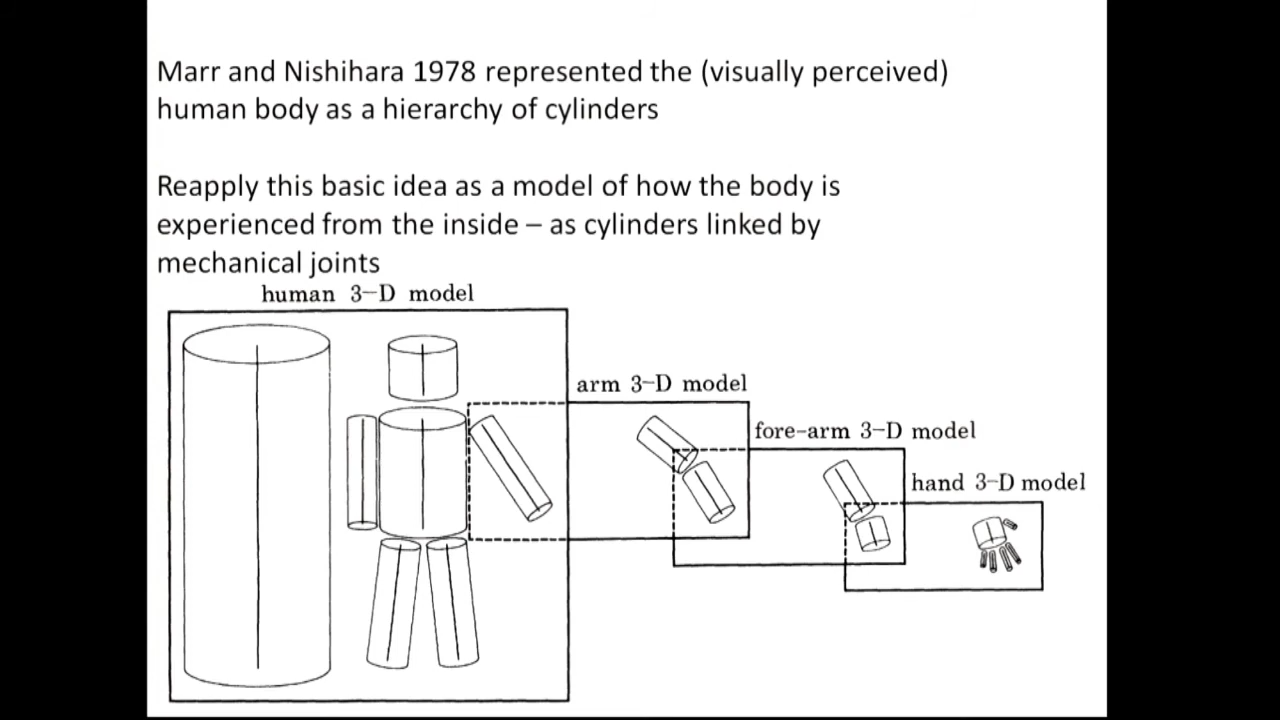 Marr and Nishihara 1978 represented the (visually perceived)
human body as a hierarchy of cylinders
Reapply this basic idea as a model of how the body is
experienced from the inside – as cylinders linked by
mechanical joints
human 3-D model
arm 3-D model
fore-arm 3-D model
hand 3-D model